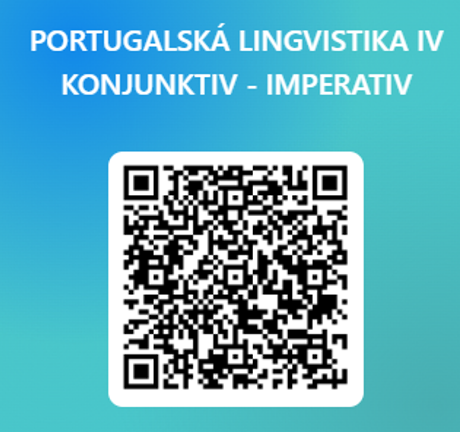 PORTUGALSKÁ LINGVISTIKA IV
KONJUNKTIV - IMPERATIV